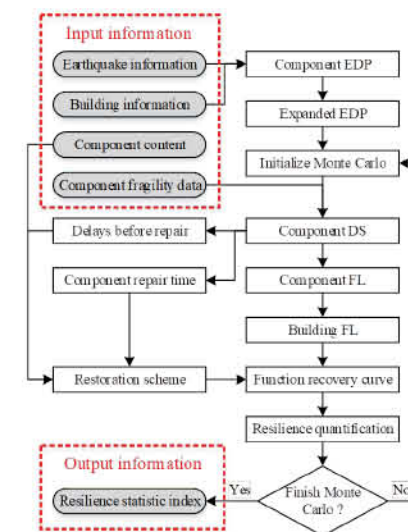 Input information
Earthquake information
Component EDP
Building information
Expanded EDP
Component content
Initialize Monte Carlo
Component fragility data
Delays before repair
Component DS
Component repair time
Component FL
Building FL
Restoration scheme
Function recovery curve
Resilience quantification
Output information
Resilience statistic index
Yes
Finish Monte
Carlo ?
No